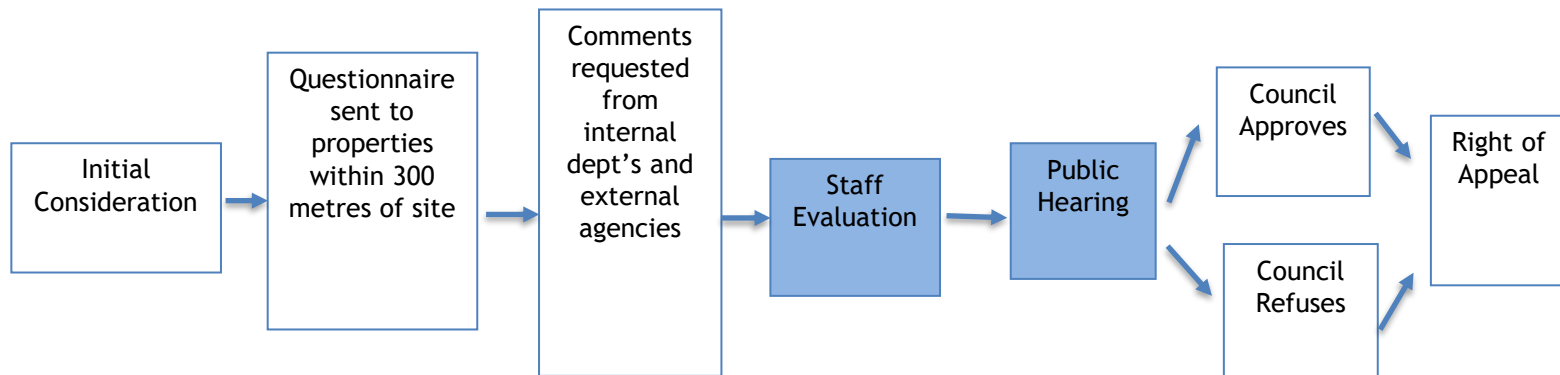 Initial
Consideration
Questionnaire
sent to
properties
within 300
metres of site
Comments
requested
from
internal
dept’s and
external
agencies
Staff
Evaluation
Public
Hearing
Council
Approves
Council
Refuses
Right of
Appeal